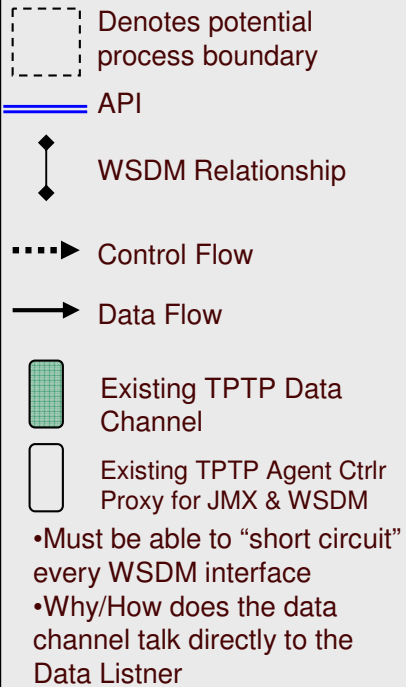 Denotes potential
process boundary
API
WSDM Relationship
Control Flow
Data Flow
Existing TPTP Data
Channel
Existing TPTP Agent Ctrlr
Proxy for JMX & WSDM
•Must be able to “short circuit”
every WSDM interface
•Why/How does the data
channel talk directly to the
Data Listner